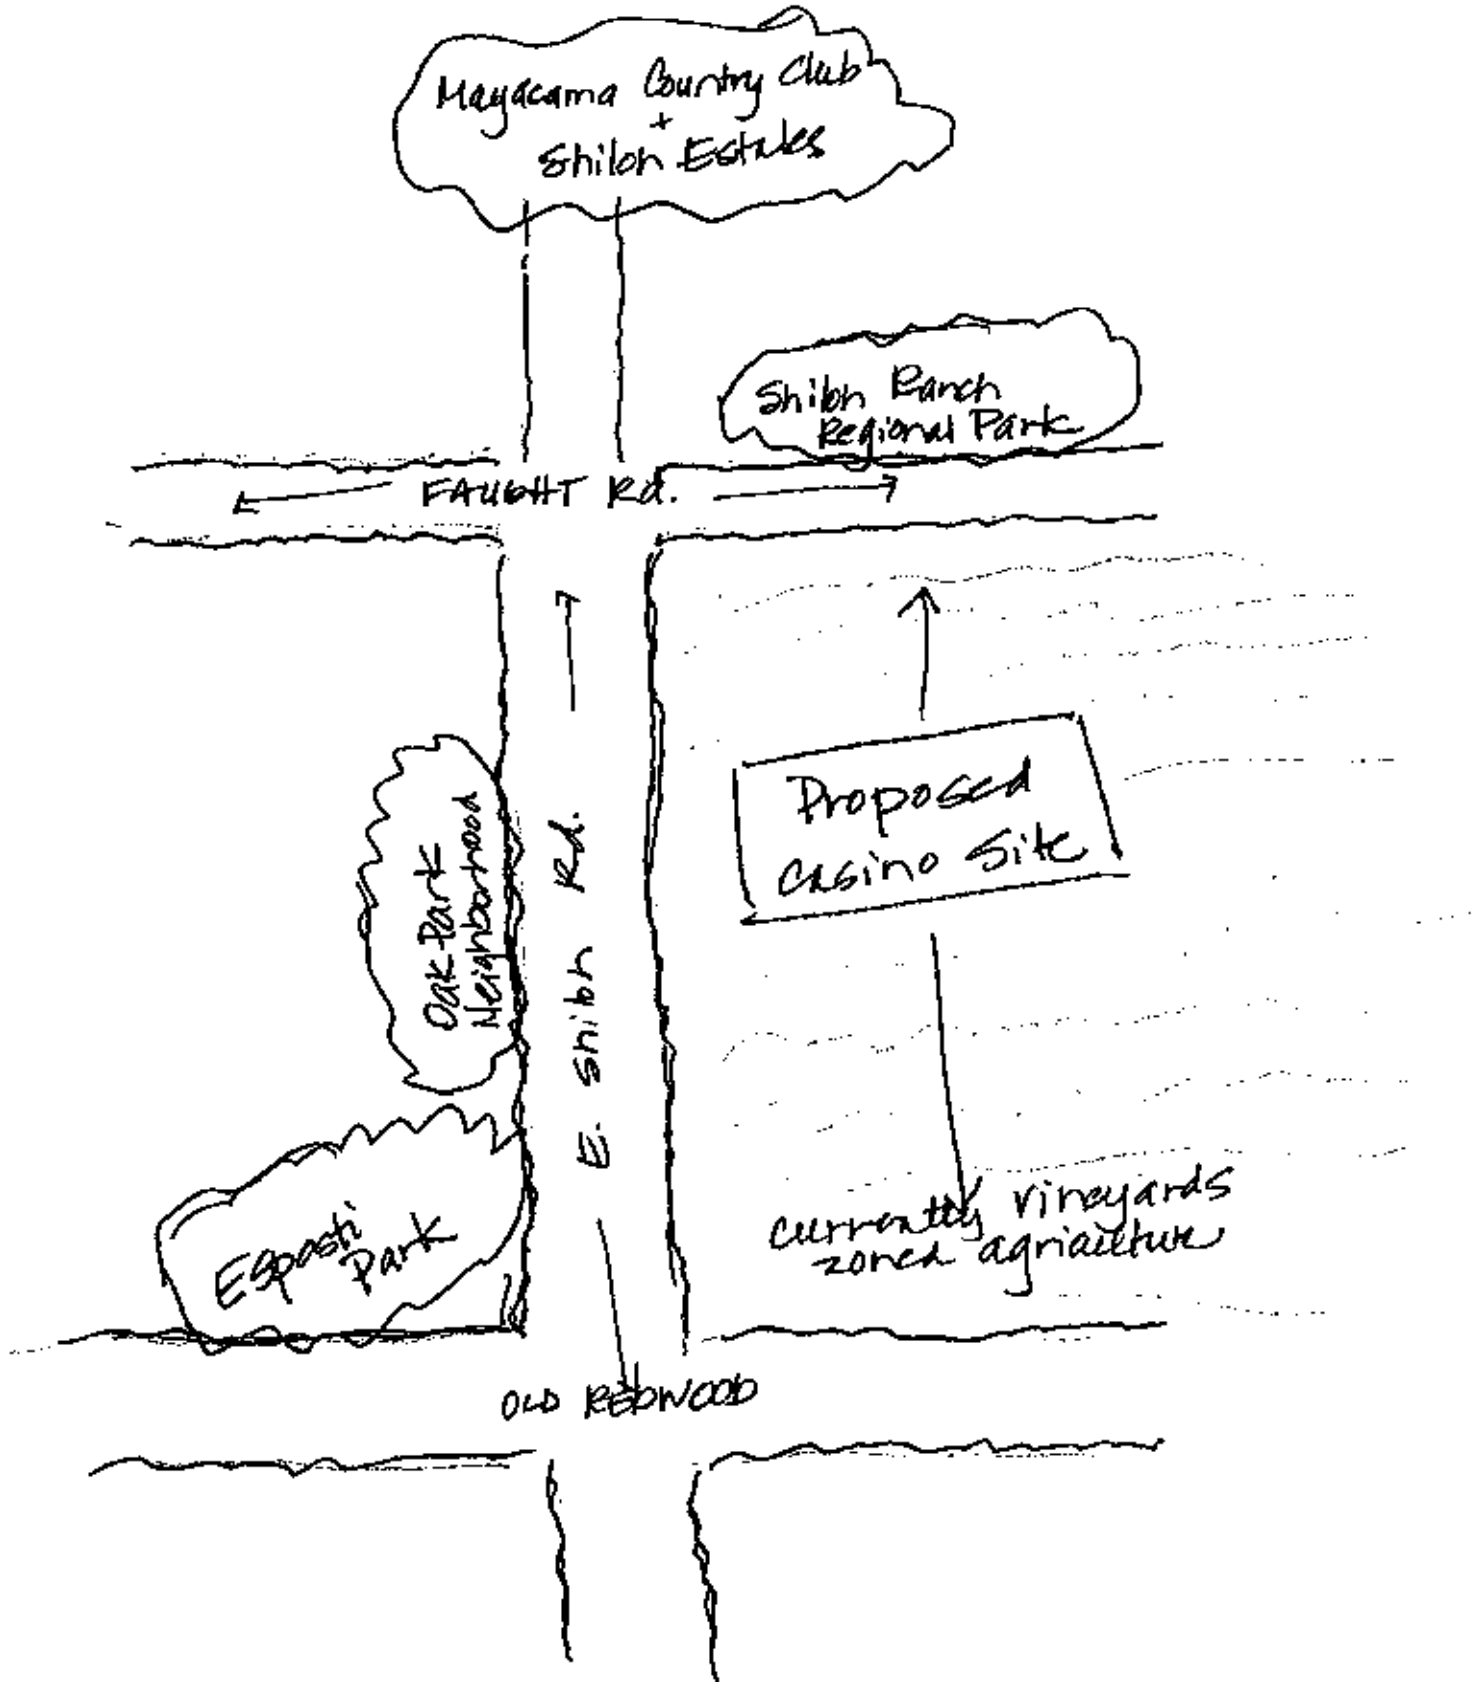 Mayacama Country Club
+
Shiloh Estates
Shiloh Ranch
Regional Park
FAUGHT Rd.
Proposed
Casino Site
Oak Park
Neighborhood
E. Shiloh Rd.
Esposti
Park
currently vineyards
zoned agriculture
OLD REDWOOD